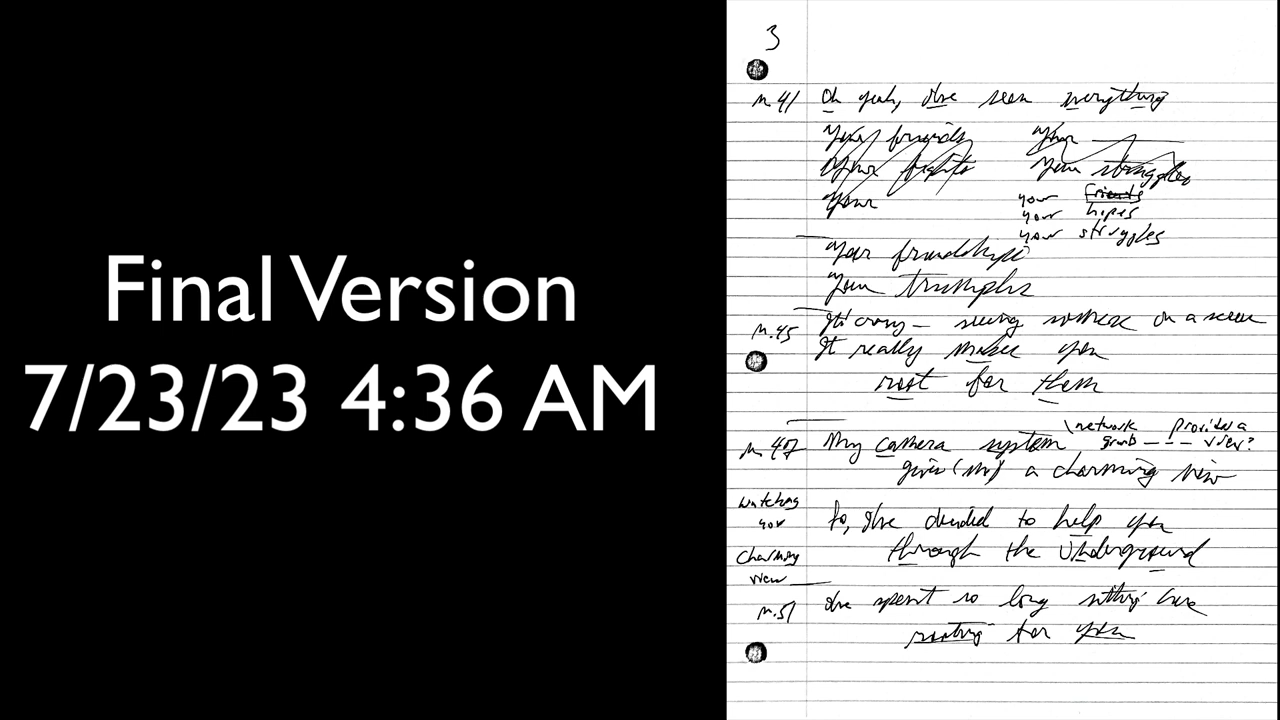 Final Version
7/23/23 4:36 AM
3
m.41 Oh yeah, I've seen everything
Your friends your
Your fights Your struggles
Your
your friends
your hopes
your struggles
Your friendships
Your triumphs
m.45 It's crazy — seeing someone on a screen
It really makes you
root for them
network provide a
grub - - - view?
m.47 My camera system
gives (me) a charming view
watching
you
So, I've decided to help you
through the Underground
charming
view
m.51 I've spent so long sitting here
rooting for you